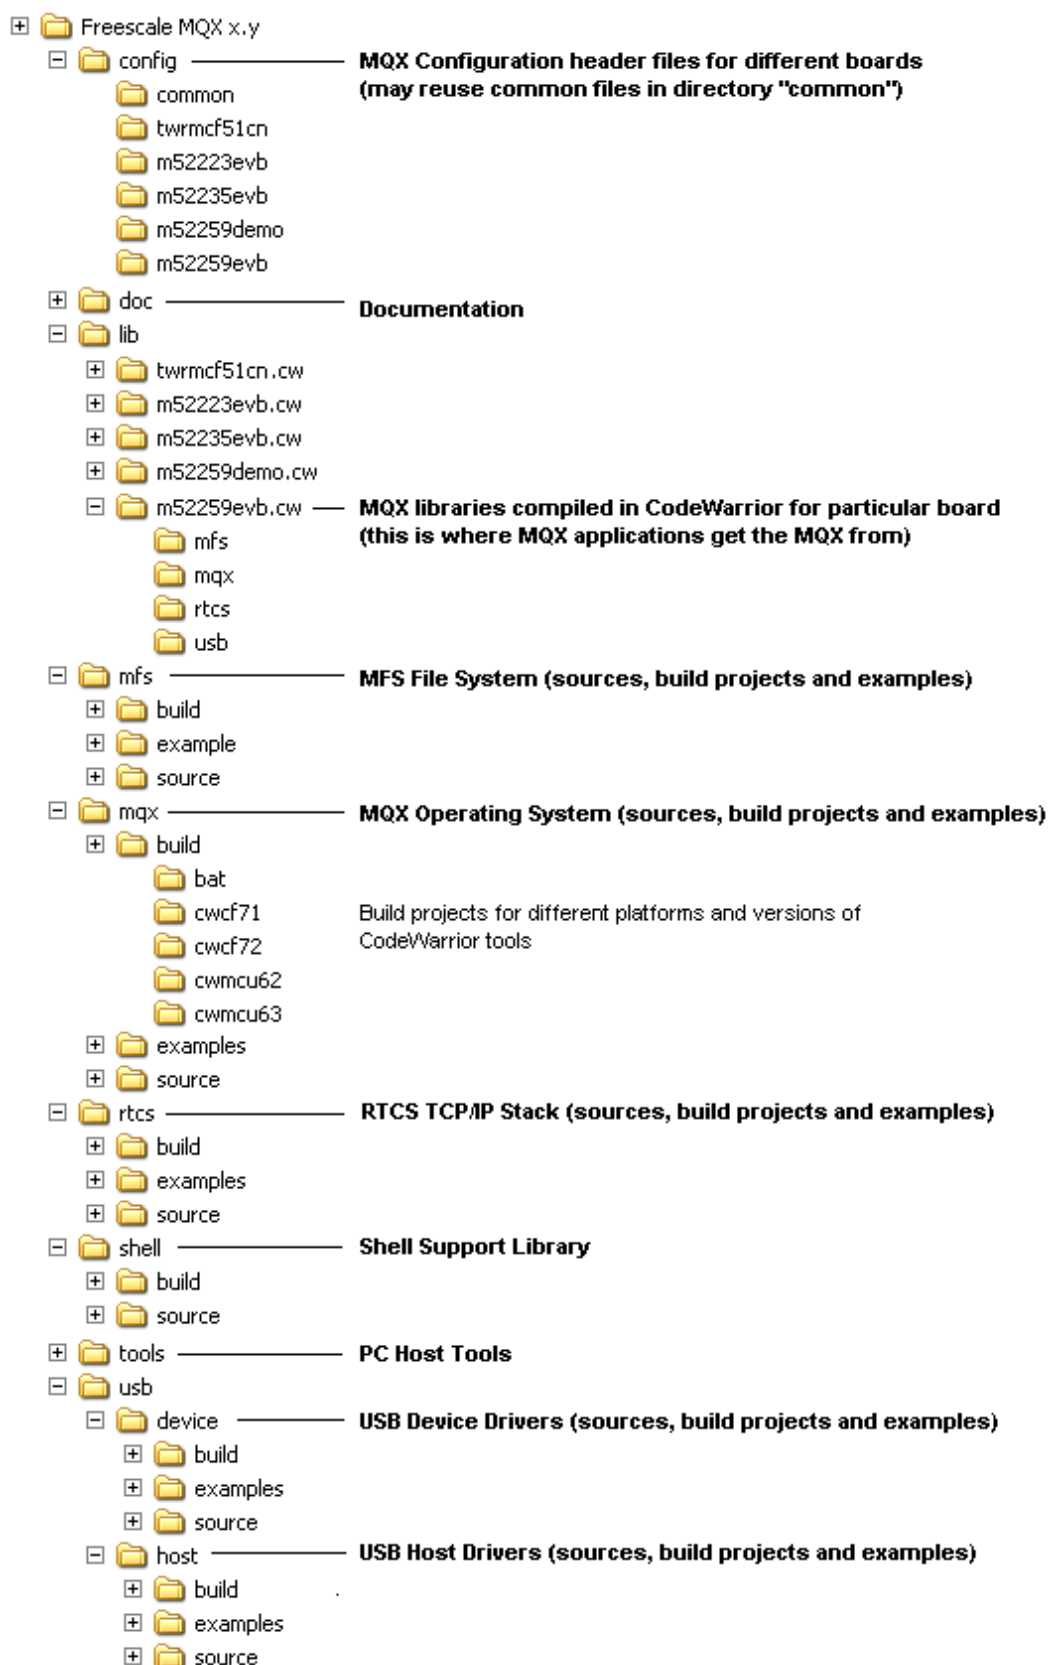 Freescale MQX x.y
config
MQX Configuration header files for different boards
(may reuse common files in directory "common")
common
twrmcf51cn
m52223evb
m52235evb
m52259demo
m52259evb
doc
Documentation
lib
twrmcf51cn.cw
m52223evb.cw
m52235evb.cw
m52259demo.cw
m52259evb.cw
MQX libraries compiled in CodeWarrior for particular board
(this is where MQX applications get the MQX from)
mfs
mqx
rtcs
usb
mfs
MFS File System (sources, build projects and examples)
build
example
source
mqx
MQX Operating System (sources, build projects and examples)
build
bat
cwcf71
Build projects for different platforms and versions of
CodeWarrior tools
cwcf72
cwmcu62
cwmcu63
examples
source
rtcs
RTCS TCP/IP Stack (sources, build projects and examples)
build
examples
source
shell
Shell Support Library
build
source
tools
PC Host Tools
usb
device
USB Device Drivers (sources, build projects and examples)
build
examples
source
host
USB Host Drivers (sources, build projects and examples)
build
examples
source